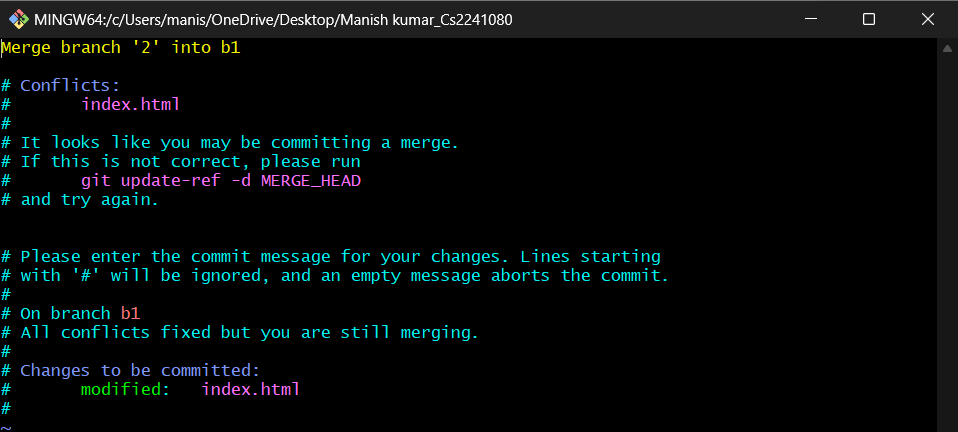 MINGW64:/c/Users/manis/OneDrive/Desktop/Manish kumar_Cs2241080
Merge branch '2' into b1
# Conflicts:
#       index.html
#
# It looks like you may be committing a merge.
# If this is not correct, please run
#       git update-ref -d MERGE_HEAD
# and try again.
# Please enter the commit message for your changes. Lines starting
# with '#' will be ignored, and an empty message aborts the commit.
#
# On branch b1
# All conflicts fixed but you are still merging.
#
# Changes to be committed:
#       modified:   index.html
#
~